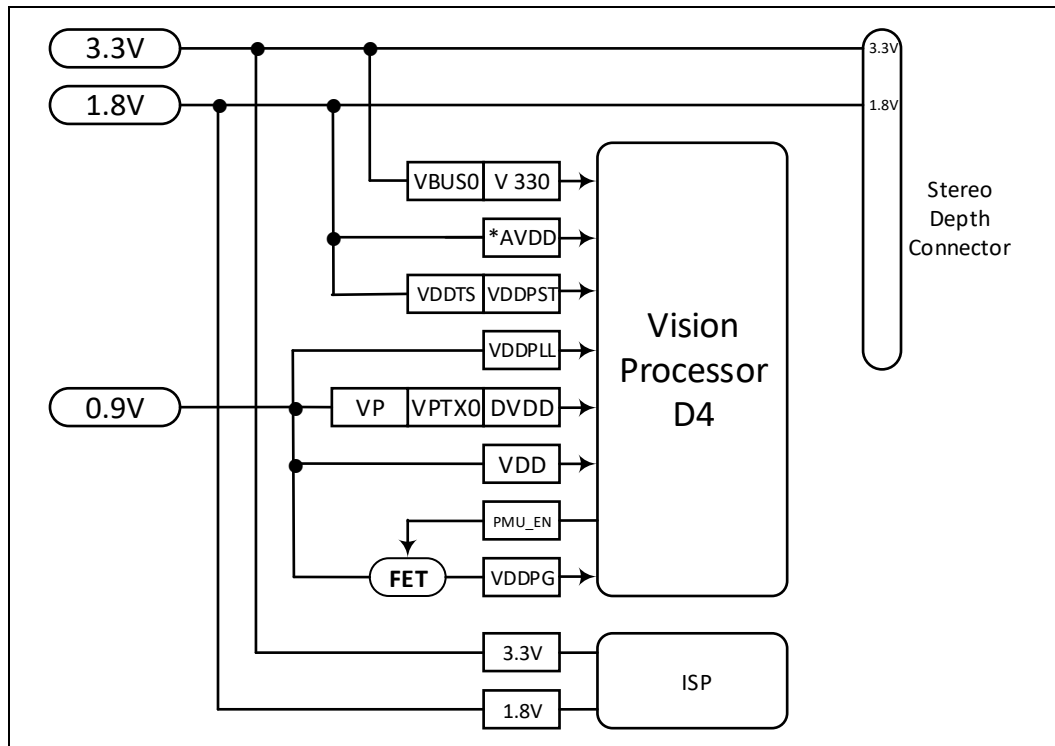 3.3V
3.3V
1.8V
1.8V
VBUS0 V 330
*AVDD
VDDTS VDDPST
VDDPLL
0.9V
VP VPTX0 DVDD
VDD
PMU_EN
FET
VDDPG
Vision
Processor
D4
Stereo
Depth
Connector
3.3V
1.8V
ISP